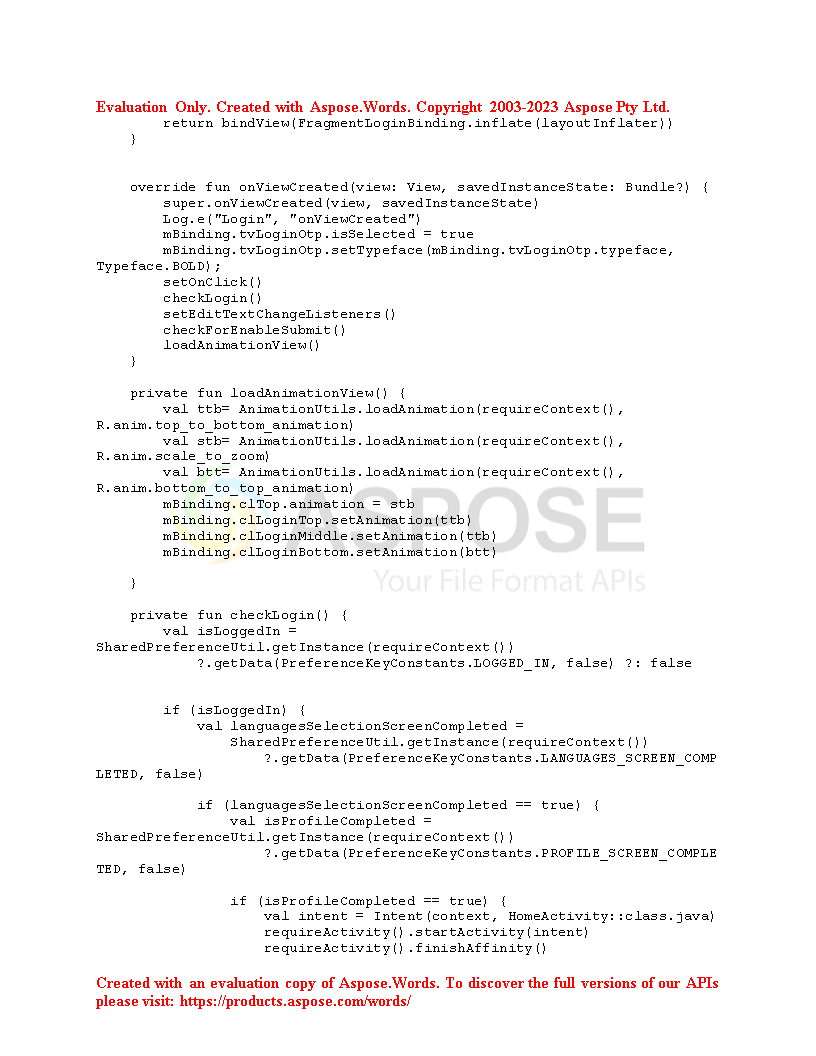 Evaluation Only. Created with Aspose.Words. Copyright 2003-2023 Aspose Pty Ltd.
        return bindView(FragmentLoginBinding.inflate(layoutInflater))
    }
    override fun onViewCreated(view: View, savedInstanceState: Bundle?) {
        super.onViewCreated(view, savedInstanceState)
        Log.e("Login", "onViewCreated")
        mBinding.tvLoginOtp.isSelected = true
        mBinding.tvLoginOtp.setTypeface(mBinding.tvLoginOtp.typeface,
Typeface.BOLD);
        setOnClick()
        checkLogin()
        setEditTextChangeListeners()
        checkForEnableSubmit()
        loadAnimationView()
    }
    private fun loadAnimationView() {
        val ttb= AnimationUtils.loadAnimation(requireContext(),
R.anim.top_to_bottom_animation)
        val stb= AnimationUtils.loadAnimation(requireContext(),
R.anim.scale_to_zoom)
        val btt= AnimationUtils.loadAnimation(requireContext(),
R.anim.bottom_to_top_animation)
        mBinding.clTop.animation = stb
        mBinding.clLoginTop.setAnimation(ttb)
        mBinding.clLoginMiddle.setAnimation(ttb)
        mBinding.clLoginBottom.setAnimation(btt)
ASPOSE
Your File Format APIs
    }
    private fun checkLogin() {
        val isLoggedIn =
SharedPreferenceUtil.getInstance(requireContext())
            ?.getData(PreferenceKeyConstants.LOGGED_IN, false) ?: false
        if (isLoggedIn) {
            val languagesSelectionScreenCompleted =
                SharedPreferenceUtil.getInstance(requireContext())
                    ?.getData(PreferenceKeyConstants.LANGUAGES_SCREEN_COMP
LETED, false)
            if (languagesSelectionScreenCompleted == true) {
                val isProfileCompleted =
SharedPreferenceUtil.getInstance(requireContext())
                    ?.getData(PreferenceKeyConstants.PROFILE_SCREEN_COMPLE
TED, false)
                if (isProfileCompleted == true) {
                    val intent = Intent(context, HomeActivity::class.java)
                    requireActivity().startActivity(intent)
                    requireActivity().finishAffinity()
Created with an evaluation copy of Aspose.Words. To discover the full versions of our APIs
please visit: https://products.aspose.com/words/